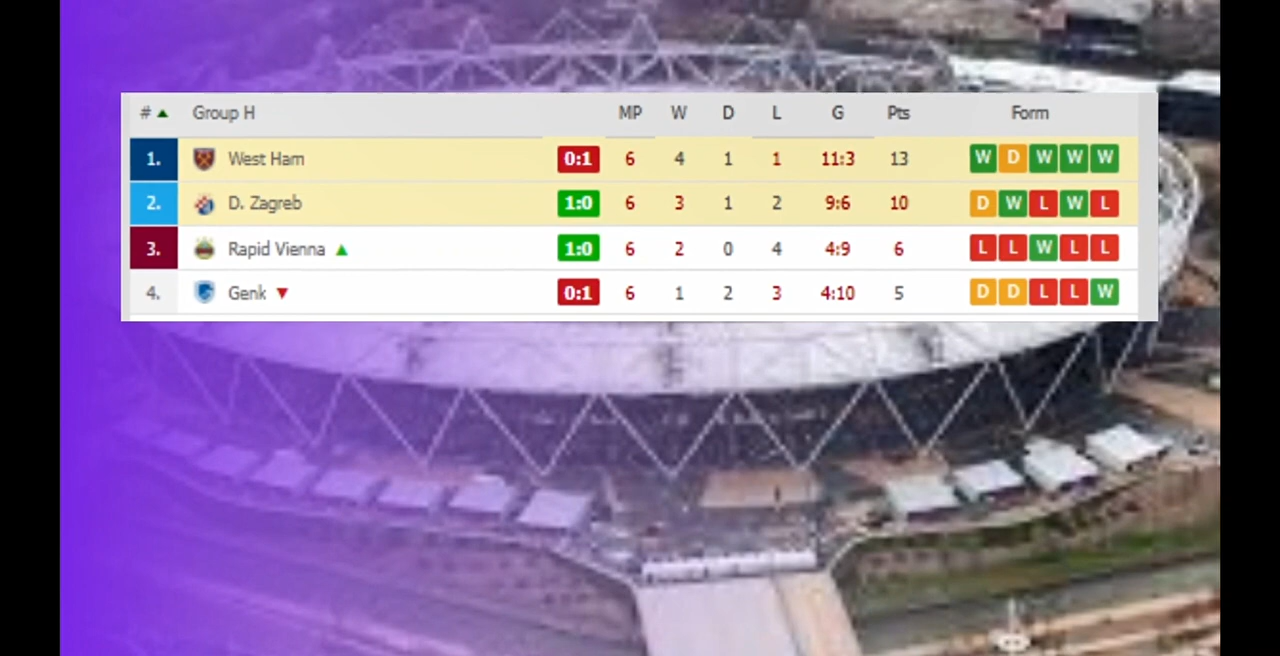 # ▲ Group H MP W D L G Pts Form
1. West Ham 0:1 6 4 1 1 11:3 13 W D W W W
2. D. Zagreb 1:0 6 3 1 2 9:6 10 D W L W L
3. Rapid Vienna ▲ 1:0 6 2 0 4 4:9 6 L L W L L
4. Genk ▼ 0:1 6 1 2 3 4:10 5 D D L L W